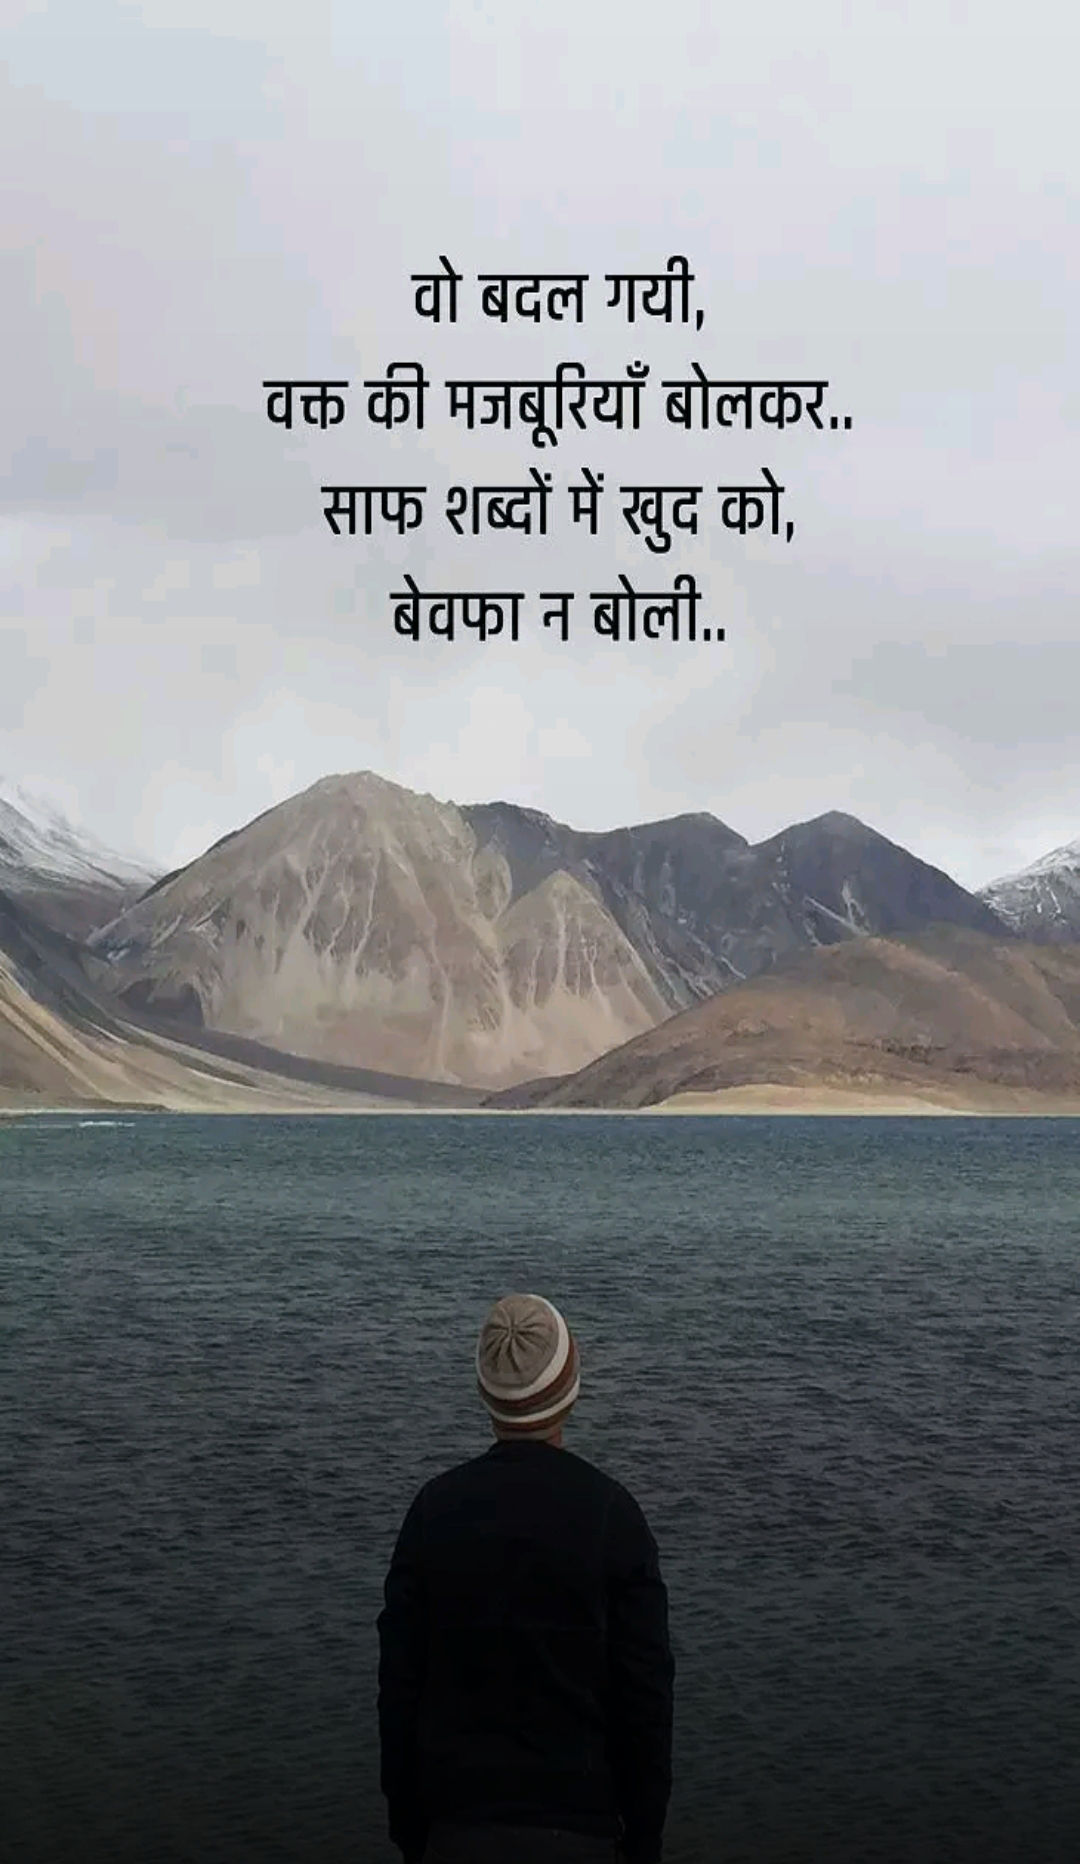 वो बदल गयी,
वक्त की मजबूरियाँ बोलकर..
साफ शब्दों में खुद को,
बेवफा न बोली..